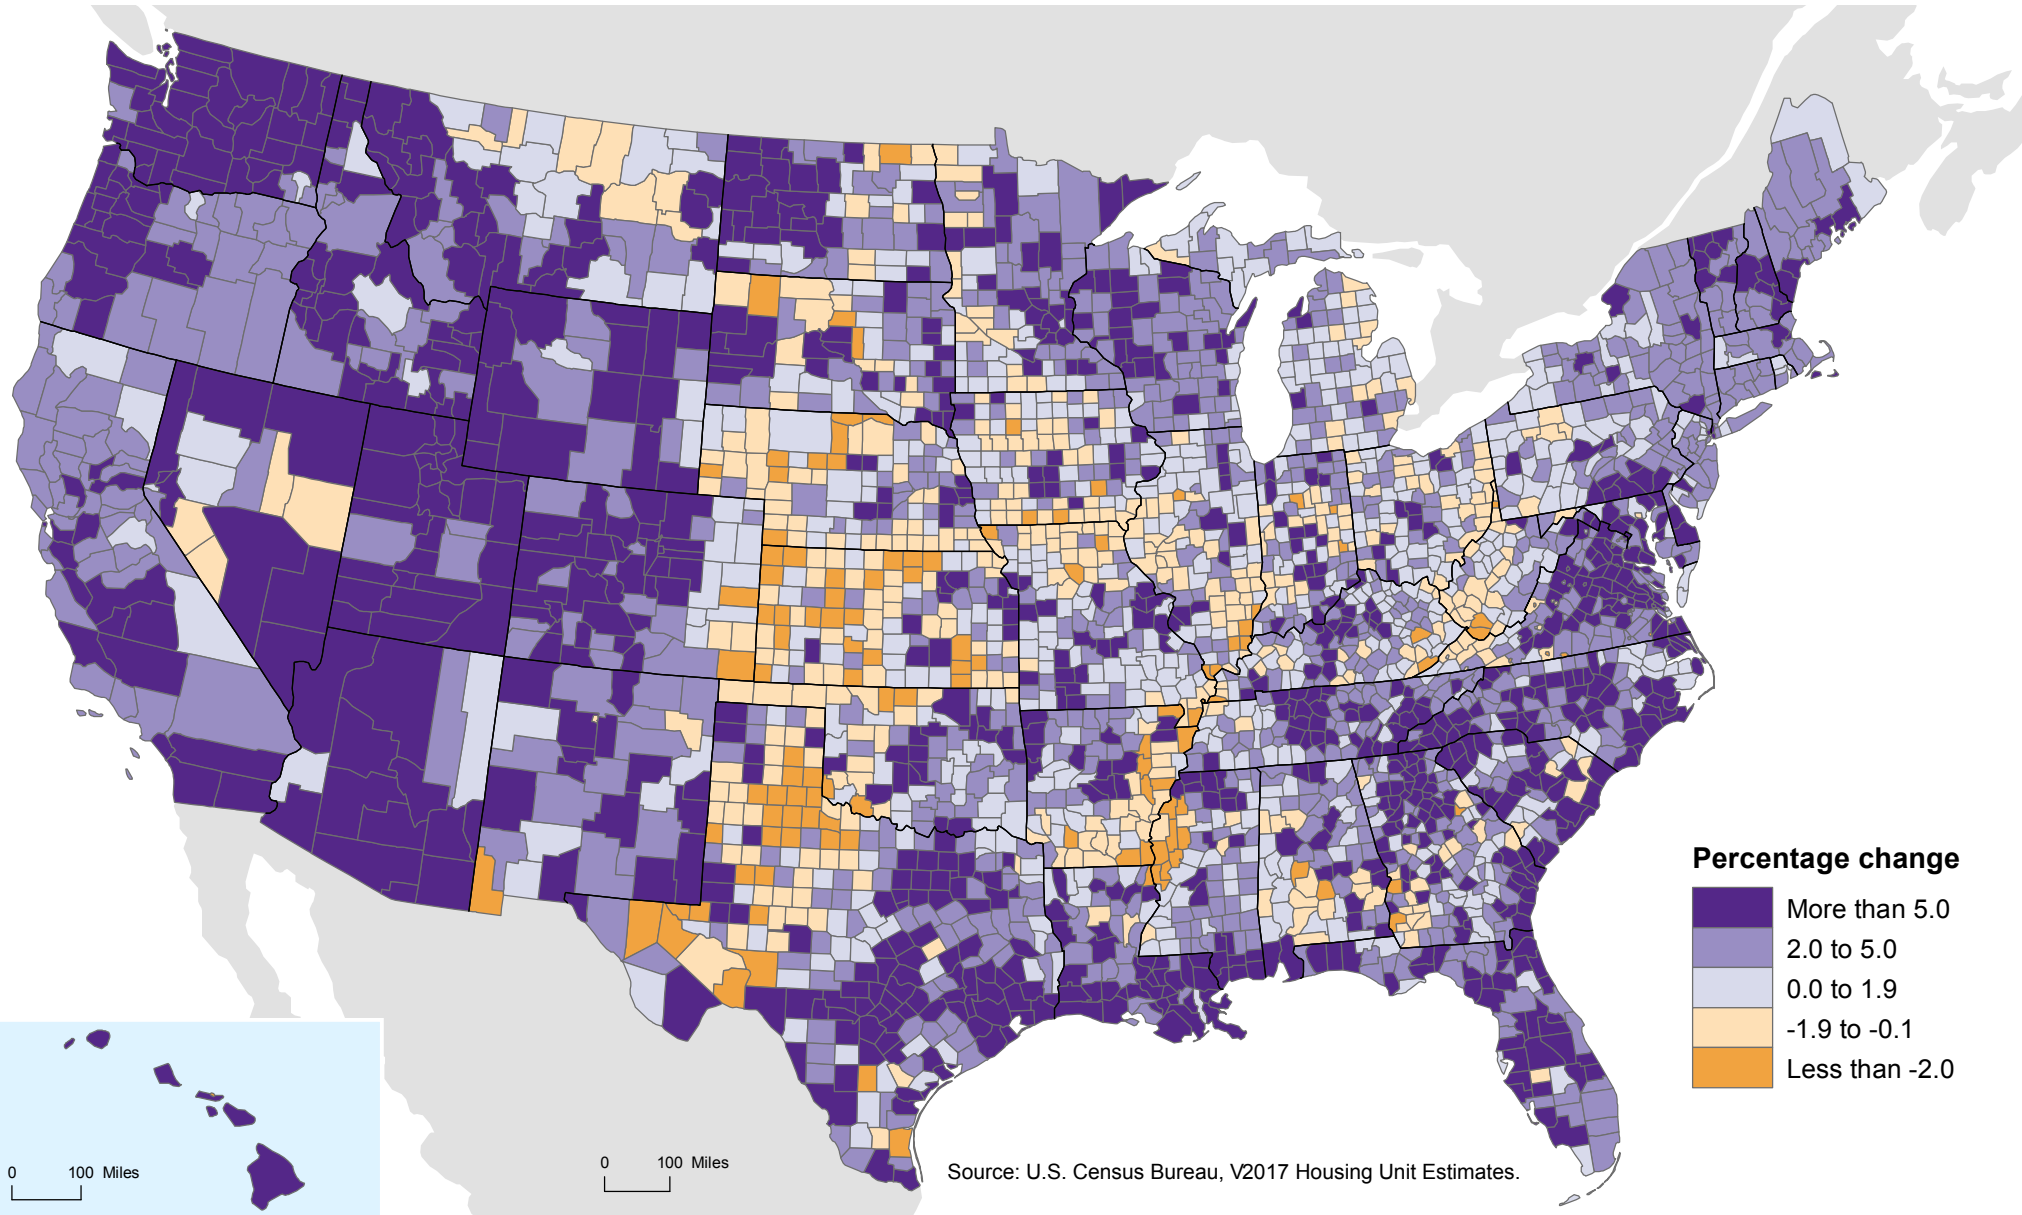 Percentage change
More than 5.0
2.0 to 5.0
0.0 to 1.9
-1.9 to -0.1
Less than -2.0
0 100 Miles
0 100 Miles
Source: U.S. Census Bureau, V2017 Housing Unit Estimates.